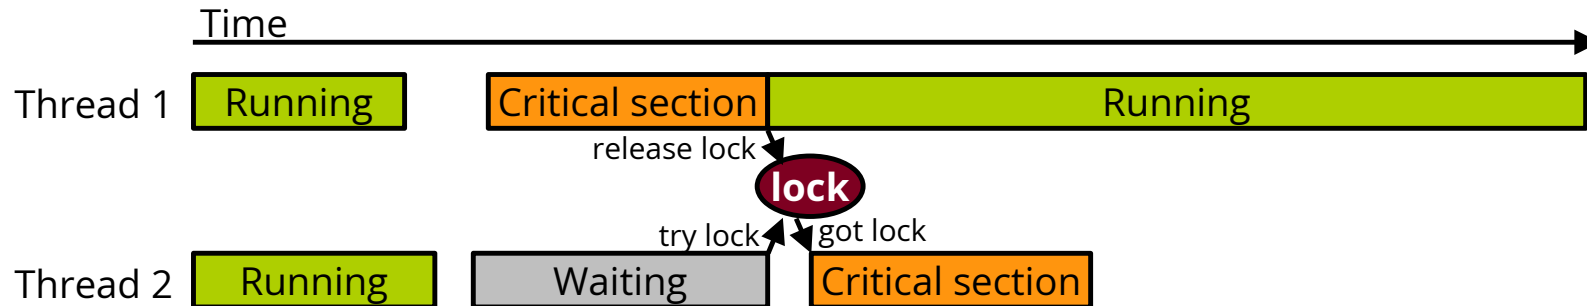 Time
Thread 1 Running Critical section Running
release lock
lock
try lock got lock
Thread 2 Running Waiting Critical section